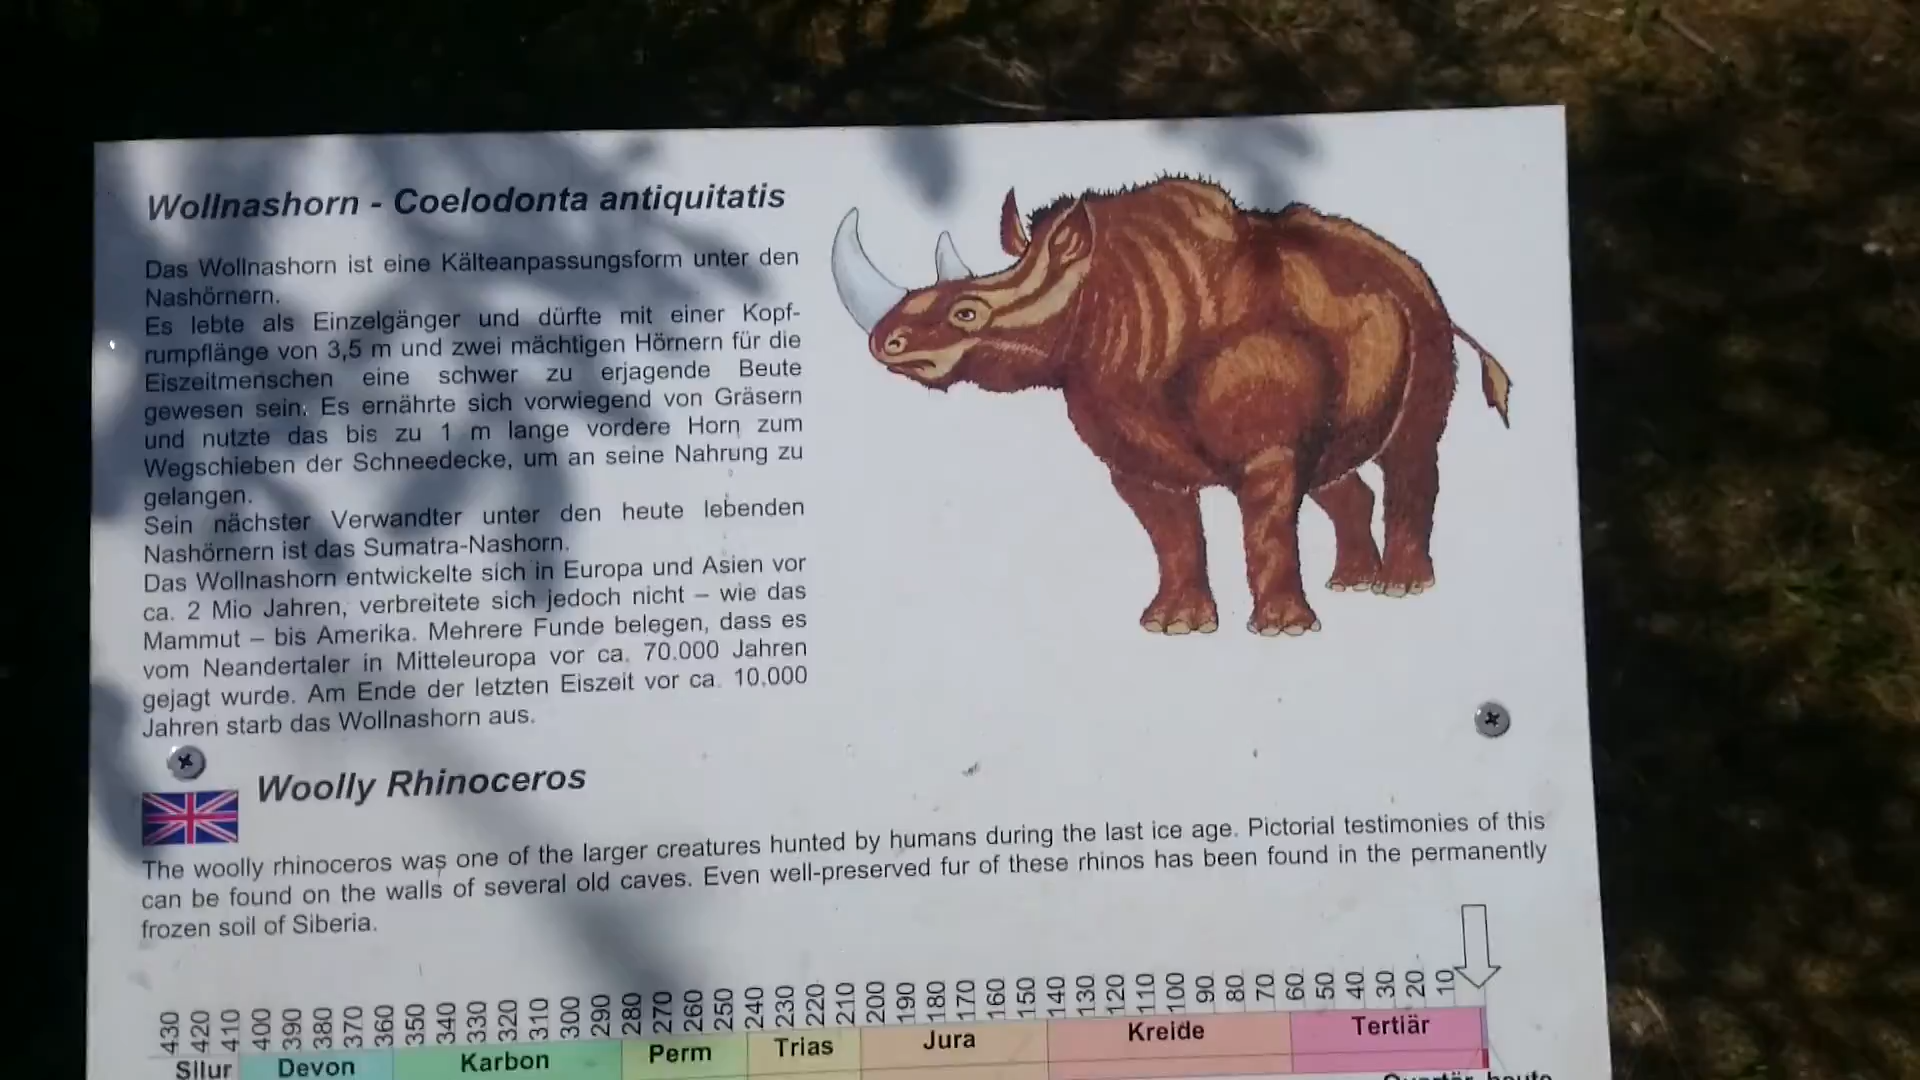 Wollnashorn - Coelodonta antiquitatis
Das Wollnashorn ist eine Kälteanpassungsform unter den
Nashörnern.
Es lebte als Einzelgänger und dürfte mit einer Kopf-
rumpflänge von 3,5 m und zwei mächtigen Hörnern für die
Eiszeitmenschen eine schwer zu erjagende Beute
gewesen sein. Es ernährte sich vorwiegend von Gräsern
und nutzte das bis zu 1 m lange vordere Horn zum
Wegschieben der Schneedecke, um an seine Nahrung zu
gelangen.
Sein nächster Verwandter unter den heute lebenden
Nashörnern ist das Sumatra-Nashorn.
Das Wollnashorn entwickelte sich in Europa und Asien vor
ca. 2 Mio Jahren, verbreitete sich jedoch nicht – wie das
Mammut – bis Amerika. Mehrere Funde belegen, dass es
vom Neandertaler in Mitteleuropa vor ca. 70.000 Jahren
gejagt wurde. Am Ende der letzten Eiszeit vor ca. 10.000
Jahren starb das Wollnashorn aus.
Woolly Rhinoceros
The woolly rhinoceros was one of the larger creatures hunted by humans during the last ice age. Pictorial testimonies of this
can be found on the walls of several old caves. Even well-preserved fur of these rhinos has been found in the permanently
frozen soil of Siberia.
430 420 410 400 390 380 370 360 350 340 330 320 310 300 290 280 270 260 250 240 230 220 210 200 190 180 170 160 150 140 130 120 110 100 90 80 70 60 50 40 30 20 10
Silur Devon Karbon Perm Trias Jura Kreide Tertiär
Quartär heute